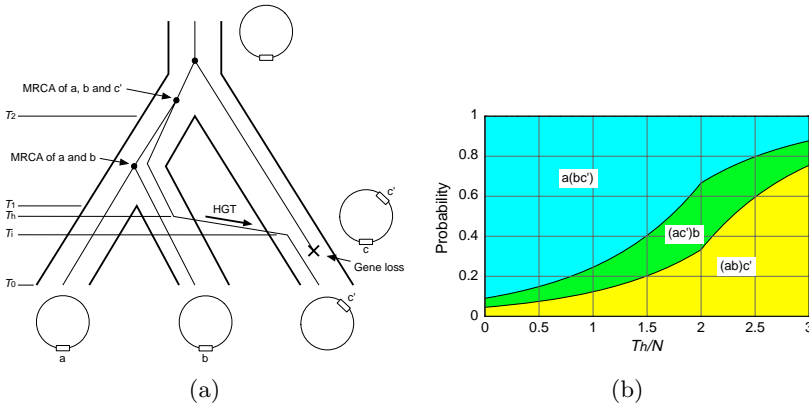 MRCA of a, b and c'
T2
MRCA of a and b
T1
Th
Ti
T0
HGT
c'
c
Gene loss
c'
a
b
(a)
Probability
1
0.8
0.6
0.4
0.2
0
a(bc')
(ac')b
(ab)c'
0 0.5 1 1.5 2 2.5 3
Th/N
(b)